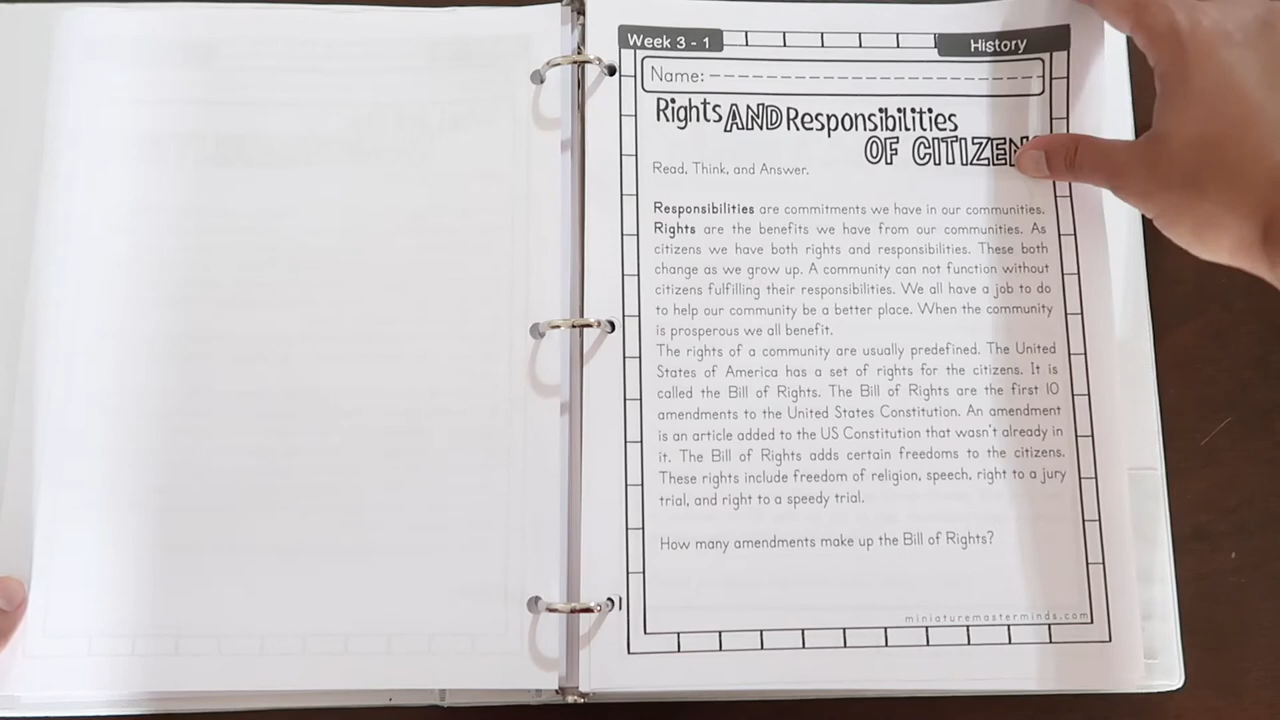 Week 3 - 1
History
Name:
Rights AND Responsibilities
OF CITIZEN
Read, Think, and Answer.
Responsibilities are commitments we have in our communities.
Rights are the benefits we have from our communities. As
citizens we have both rights and responsibilities. These both
change as we grow up. A community can not function without
citizens fulfilling their responsibilities. We all have a job to do
to help our community be a better place. When the community
is prosperous we all benefit.
The rights of a community are usually predefined. The United
States of America has a set of rights for the citizens. It is
called the Bill of Rights. The Bill of Rights are the first 10
amendments to the United States Constitution. An amendment
is an article added to the US Constitution that wasn't already in
it. The Bill of Rights adds certain freedoms to the citizens.
These rights include freedom of religion, speech, right to a jury
trial, and right to a speedy trial.
How many amendments make up the Bill of Rights?
miniaturemasterminds.com